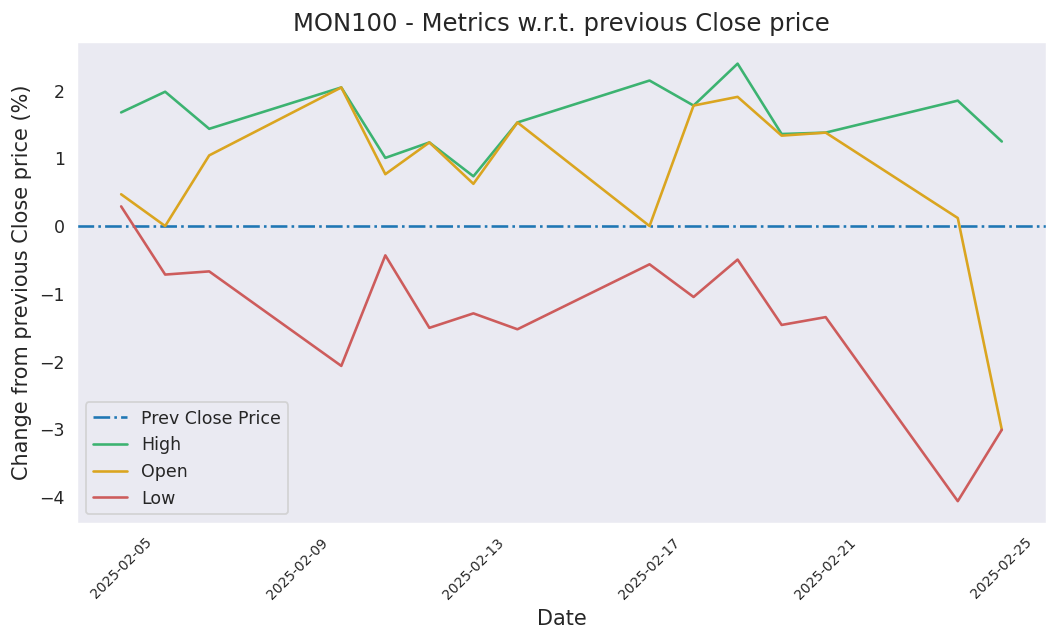 MON100 - Metrics w.r.t. previous Close price
Change from previous Close price (%)
2
1
0
−1
−2
−3
−4
Prev Close Price
High
Open
Low
2025-02-05
2025-02-09
2025-02-13
2025-02-17
2025-02-21
2025-02-25
Date